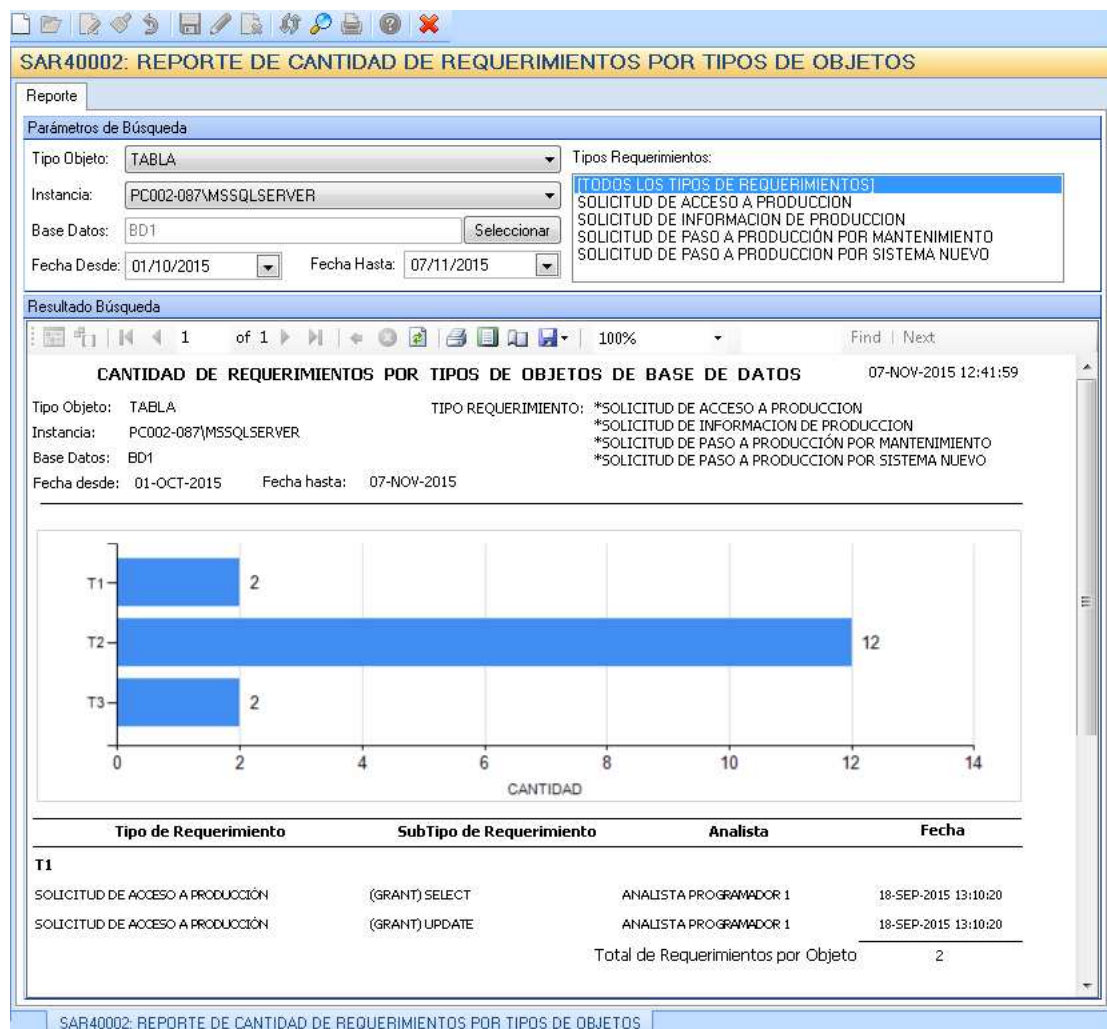 SAR40002: REPORTE DE CANTIDAD DE REQUERIMIENTOS POR TIPOS DE OBJETOS
Reporte
Parámetros de Búsqueda
Tipo Objeto: TABLA
Tipos Requerimientos:
Instancia: PC002-087\MSSQLSERVER
[TODOS LOS TIPOS DE REQUERIMIENTOS]
SOLICITUD DE ACCESO A PRODUCCION
SOLICITUD DE INFORMACION DE PRODUCCION
SOLICITUD DE PASO A PRODUCCIÓN POR MANTENIMIENTO
SOLICITUD DE PASO A PRODUCCION POR SISTEMA NUEVO
Base Datos: BD1 Seleccionar
Fecha Desde: 01/10/2015 Fecha Hasta: 07/11/2015
Resultado Búsqueda
1 of 1 100% Find | Next
CANTIDAD DE REQUERIMIENTOS POR TIPOS DE OBJETOS DE BASE DE DATOS 07-NOV-2015 12:41:59
Tipo Objeto: TABLA TIPO REQUERIMIENTO: *SOLICITUD DE ACCESO A PRODUCCION
*SOLICITUD DE INFORMACION DE PRODUCCION
Instancia: PC002-087\MSSQLSERVER
*SOLICITUD DE PASO A PRODUCCIÓN POR MANTENIMIENTO
Base Datos: BD1 *SOLICITUD DE PASO A PRODUCCION POR SISTEMA NUEVO
Fecha desde: 01-OCT-2015 Fecha hasta: 07-NOV-2015
T1 2
T2 12
T3 2
0 2 4 6 8 10 12 14
CANTIDAD
Tipo de Requerimiento SubTipo de Requerimiento Analista Fecha
T1
SOLICITUD DE ACCESO A PRODUCCIÓN (GRANT) SELECT ANALISTA PROGRAMADOR 1 18-SEP-2015 13:10:20
SOLICITUD DE ACCESO A PRODUCCIÓN (GRANT) UPDATE ANALISTA PROGRAMADOR 1 18-SEP-2015 13:10:20
Total de Requerimientos por Objeto 2
SAR40002: REPORTE DE CANTIDAD DE REQUERIMIENTOS POR TIPOS DE OBJETOS